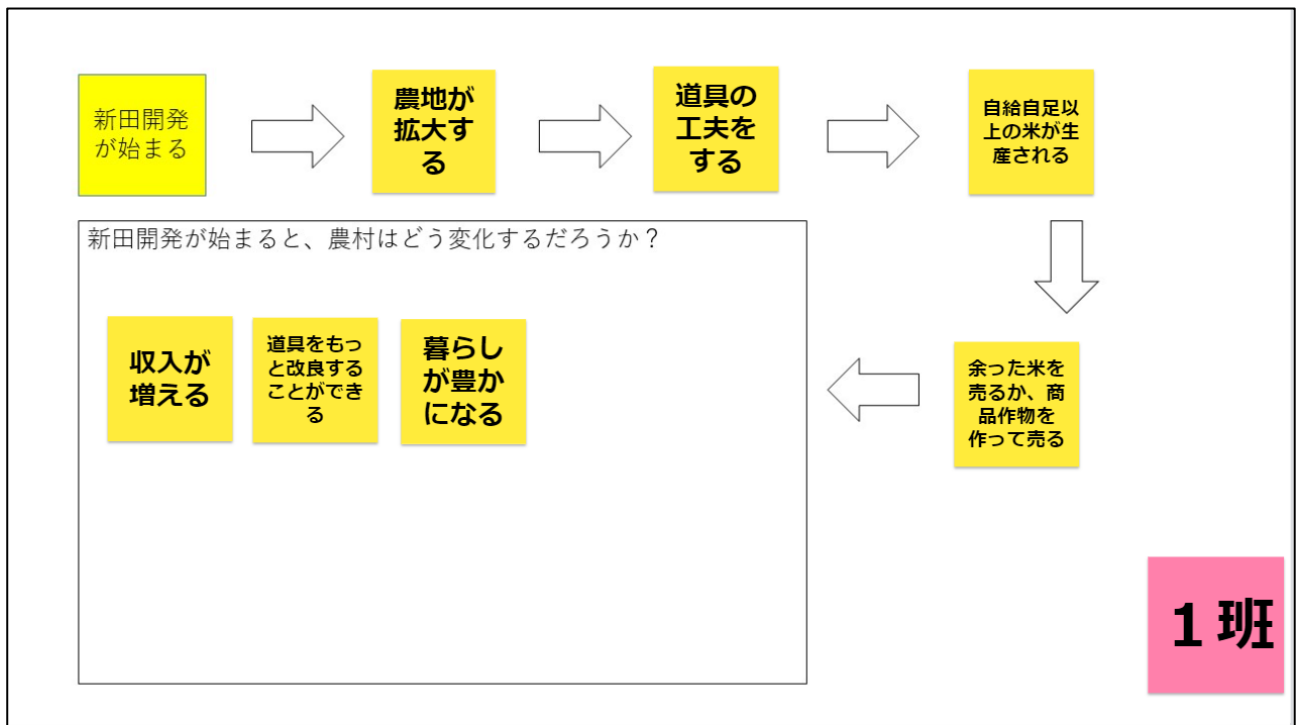 新田開発
が始まる
農地が
拡大す
る
道具の
工夫を
する
自給自足以
上の米が生
産される
新田開発が始まると、農村はどう変化するだろうか？
収入が
増える
道具をもっ
と改良する
ことができ
る
暮らし
が豊か
になる
余った米を
売るか、商
品作物を
作って売る
１班